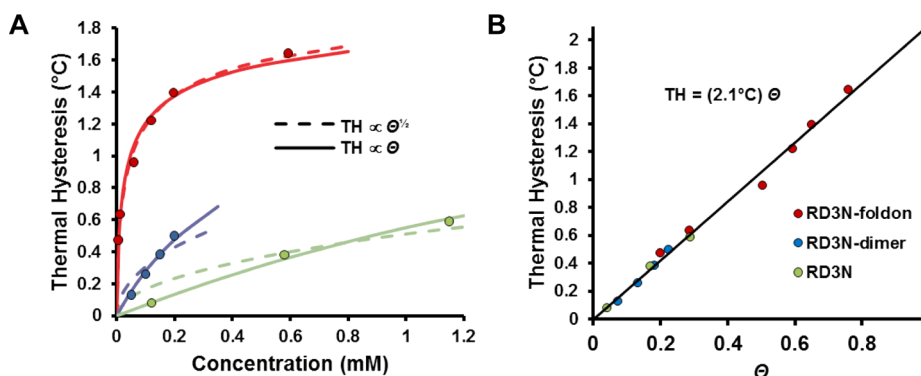 A
Thermal Hysteresis (°C)
1.8
1.6
1.4
1.2
1
0.8
0.6
0.4
0.2
0
TH ∝ Θ½
TH ∝ Θ
0 0.2 0.4 0.6 0.8 1 1.2
Concentration (mM)
B
Thermal Hysteresis (°C)
2
1.8
1.6
1.4
1.2
1
0.8
0.6
0.4
0.2
0
TH = (2.1°C) Θ
RD3N-foldon
RD3N-dimer
RD3N
0 0.2 0.4 0.6 0.8
Θ